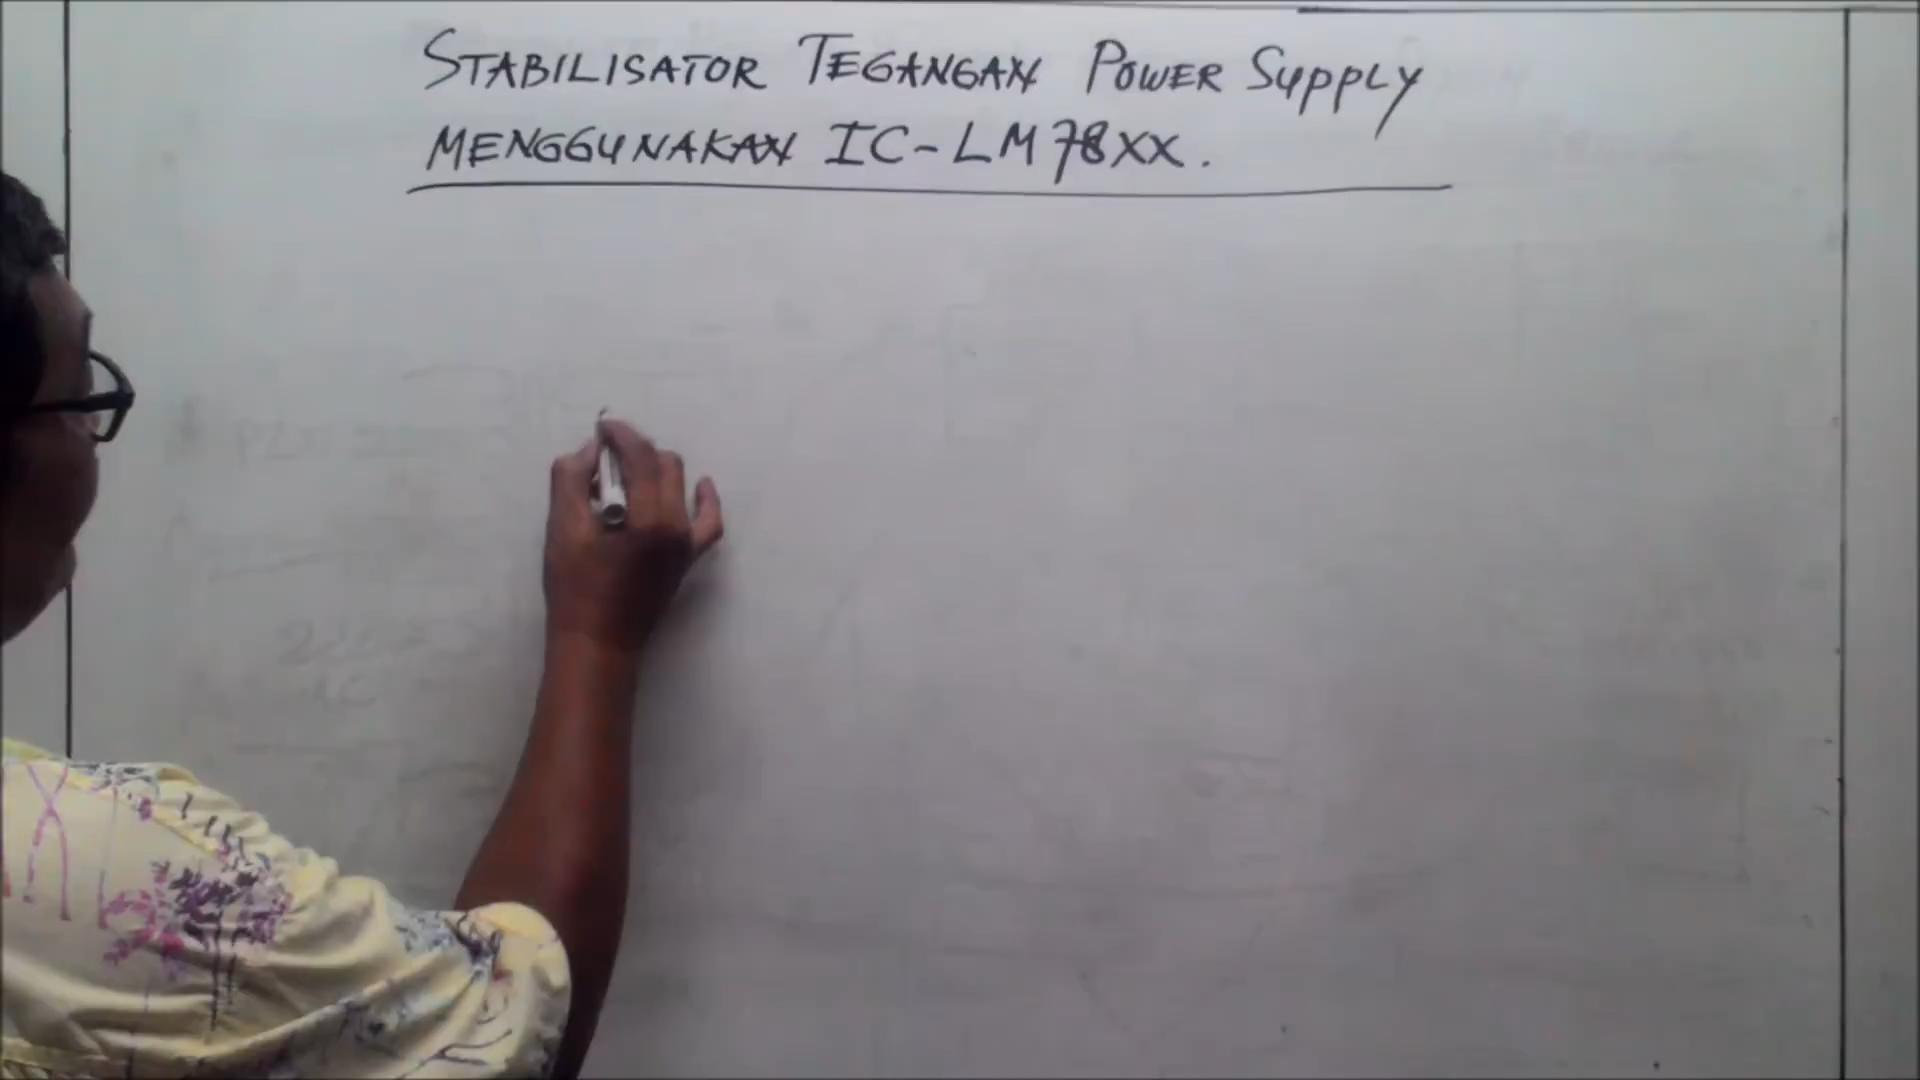 STABILISATOR TEGANGAN POWER SUPPLY
MENGGUNAKAN IC-LM78XX.